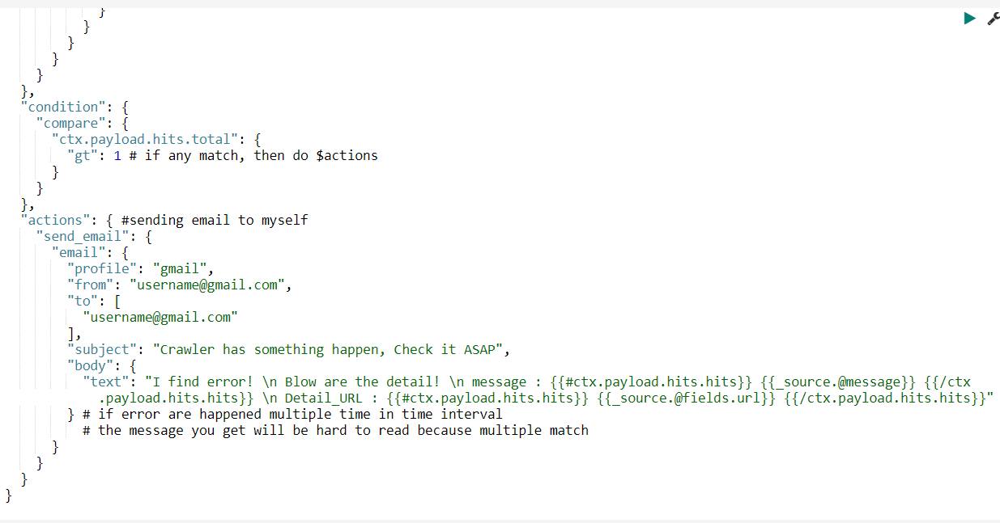 }
}
}
}
}
},
"condition": {
"compare": {
"ctx.payload.hits.total": {
"gt": 1 # if any match, then do $actions
}
}
},
"actions": { #sending email to myself
"send_email": {
"email": {
"profile": "gmail",
"from": "username@gmail.com",
"to": [
"username@gmail.com"
],
"subject": "Crawler has something happen, Check it ASAP",
"body": {
"text": "I find error! \n Blow are the detail! \n message : {{#ctx.payload.hits.hits}} {{_source.@message}} {{/ctx
.payload.hits.hits}} \n Detail_URL : {{#ctx.payload.hits.hits}} {{_source.@fields.url}} {{/ctx.payload.hits.hits}}"
} # if error are happened multiple time in time interval
# the message you get will be hard to read because multiple match
}
}
}
}